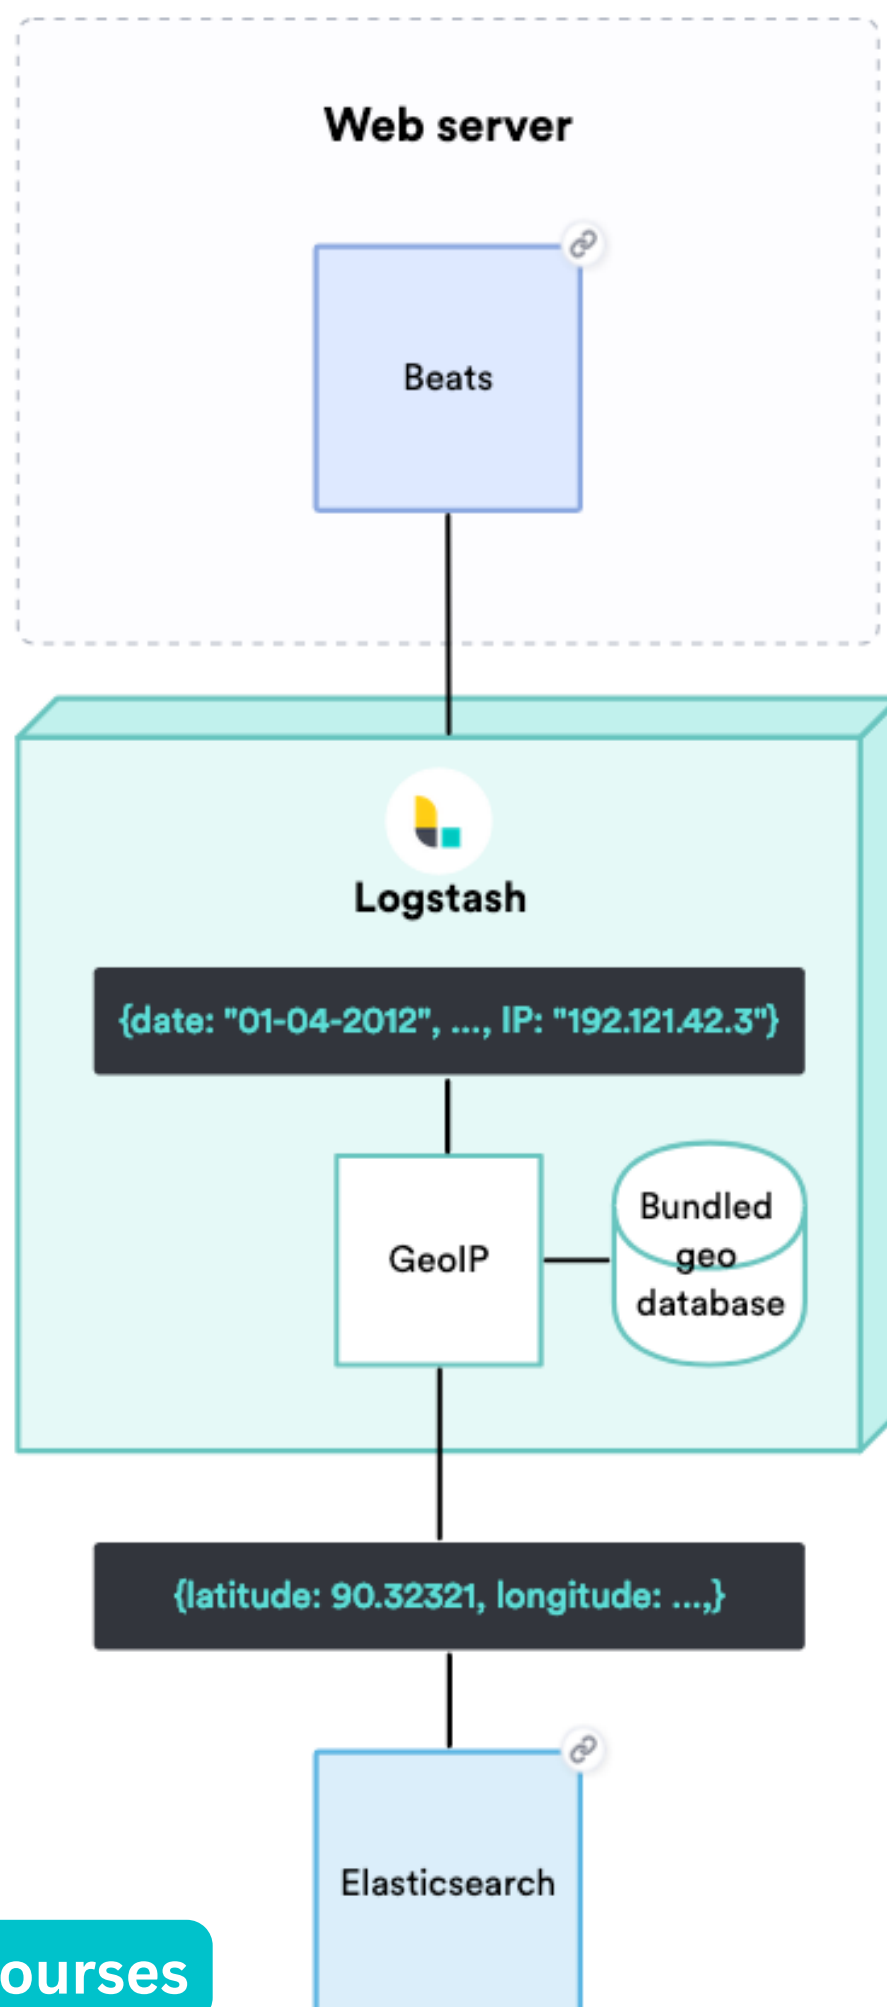 Web server
Beats
Logstash
{date: "01-04-2012", ..., IP: "192.121.42.3"}
GeoIP
Bundled
geo
database
{latitude: 90.32321, longitude: ...,}
Elasticsearch
ourses